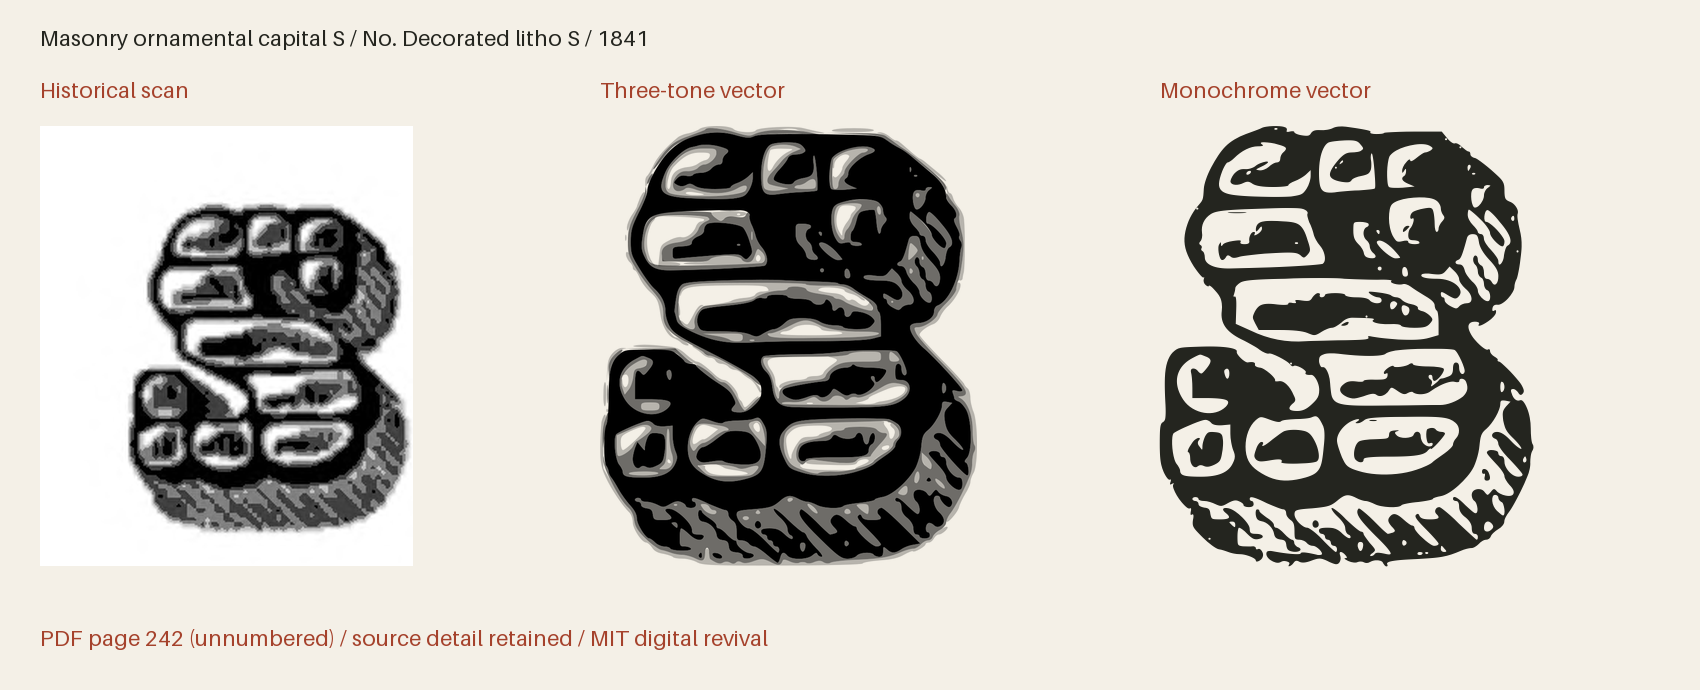 Masonry ornamental capital S / No. Decorated litho S / 1841
Historical scan
Three-tone vector
Monochrome vector
PDF page 242 (unnumbered) / source detail retained / MIT digital revival